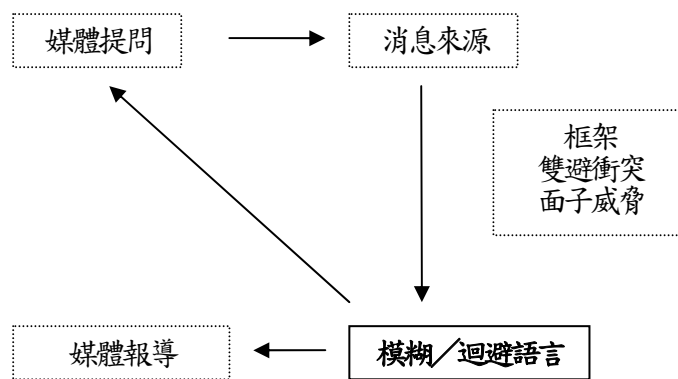 媒體提問
消息來源
框架
雙避衝突
面子威脅
媒體報導
模糊／迴避語言